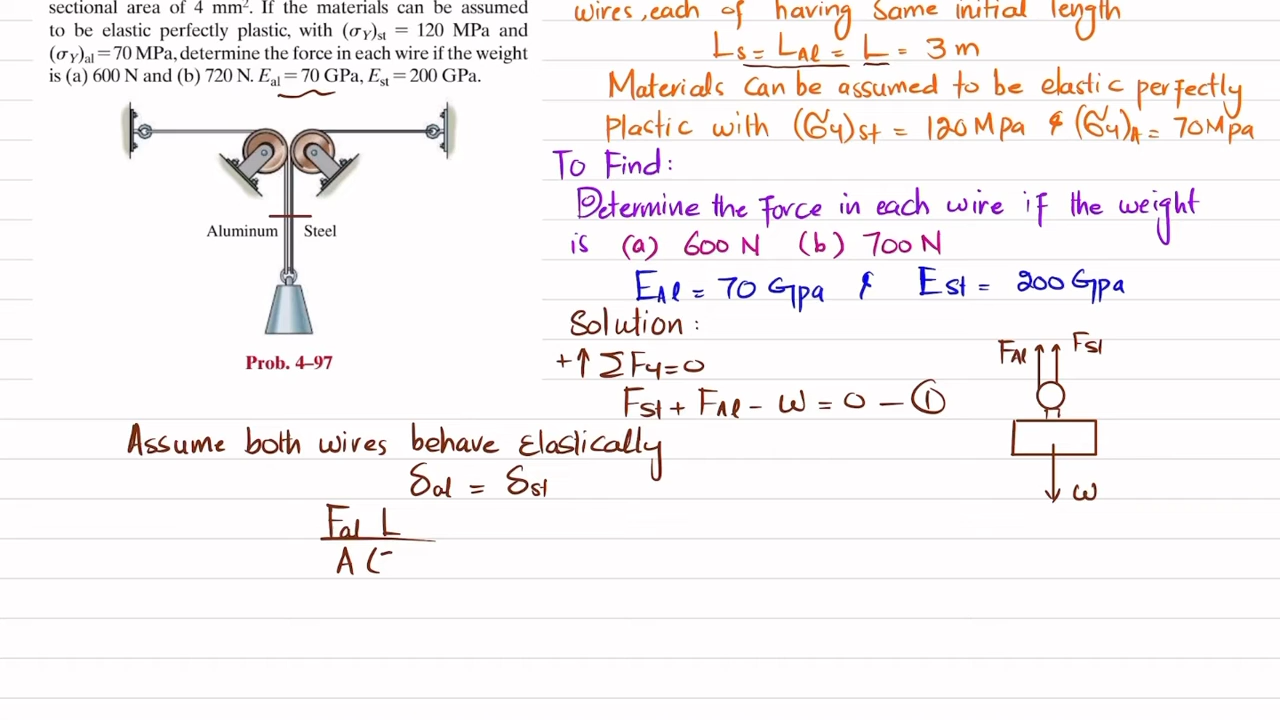 sectional area of 4 mm². If the materials can be assumed
to be elastic perfectly plastic, with (σY)st = 120 MPa and
(σY)al = 70 MPa, determine the force in each wire if the weight
is (a) 600 N and (b) 720 N. Eal = 70 GPa, Est = 200 GPa.
Aluminum
Steel
Prob. 4–97
wires, each of having Same initial length
Ls = LAl = L = 3 m
Materials Can be assumed to be elastic perfectly
Plastic with (σy)st = 120 Mpa & (σy)A = 70 Mpa
To Find:
Determine the Force in each wire if the weight
is (a) 600 N (b) 700 N
EAl = 70 Gpa & Est = 200 Gpa
Solution:
+↑ ΣFy = 0
Fst + FAl - W = 0 — ①
FAl
Fst
W
Assume both wires behave Elastically
δal = δst
Fal L
A (